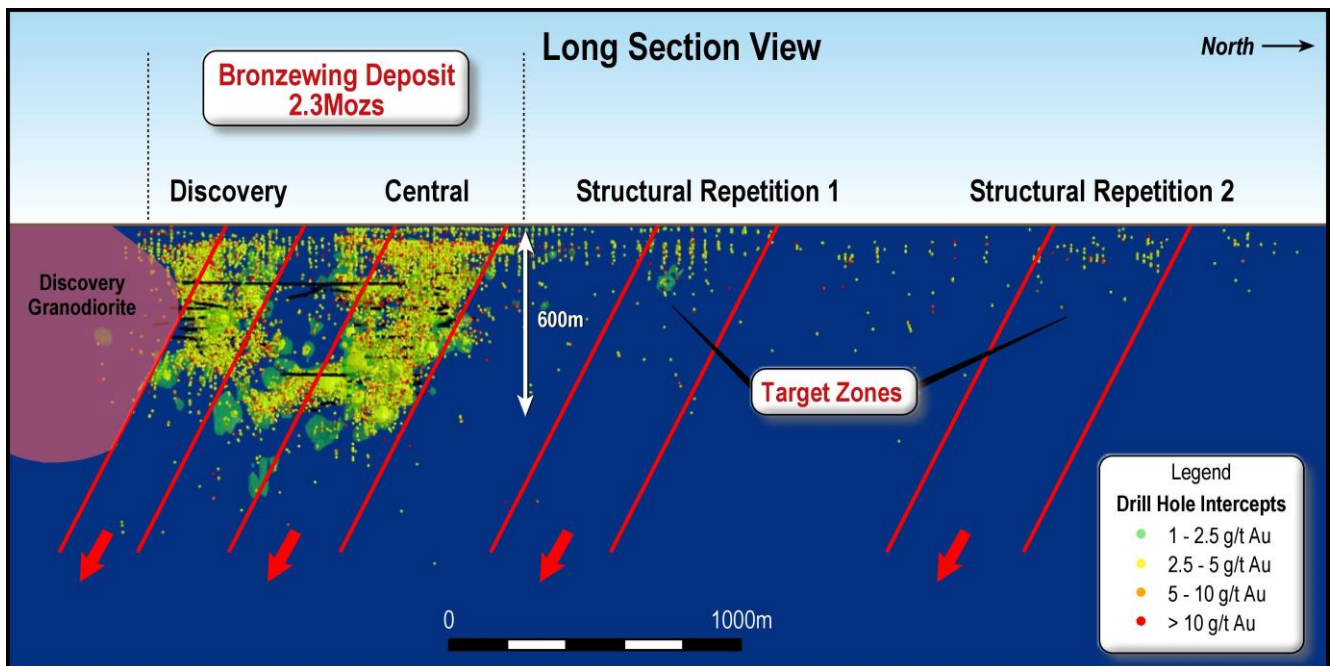 Long Section View
North
Bronzewing Deposit
2.3Mozs
Discovery
Central
Structural Repetition 1
Structural Repetition 2
Discovery
Granodiorite
600m
Target Zones
Legend
Drill Hole Intercepts
1 - 2.5 g/t Au
2.5 - 5 g/t Au
5 - 10 g/t Au
> 10 g/t Au
0
1000m